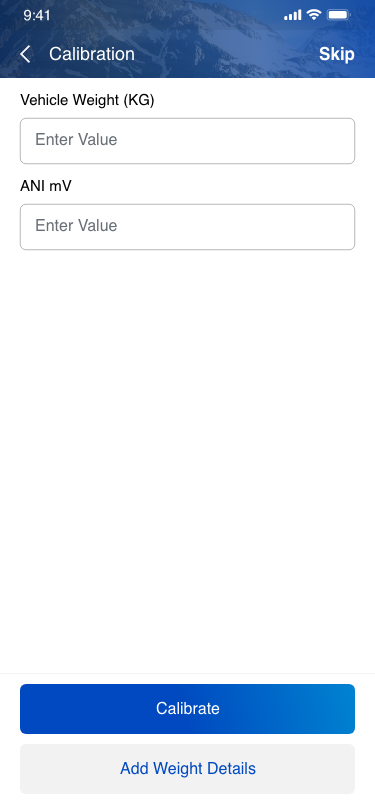 9:41
Calibration
Skip
Vehicle Weight (KG)
Enter Value
ANI mV
Enter Value
Calibrate
Add Weight Details